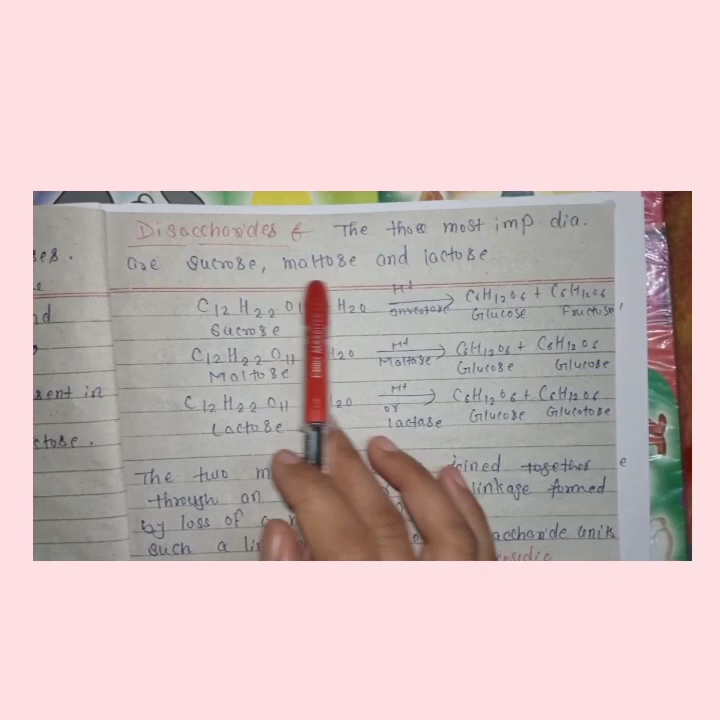 ses.
nd
sent in
ctose.
Disaccharides The three most imp dia.
are sucrose, maltose and lactose.
C12 H22 O11 H2O H+ invertase C6H12O6 + C6H12O6
Sucrose Glucose Fructose,
C12 H22 O11 H2O H+ Maltose C6H12O6 + C6H12O6
Maltose Glucose Glucose
C12 H22 O11 H2O H+ or lactase C6H12O6 + C6H12O6
Lactose Glucose Glucotose
The two joined together
through an linkage formed
by loss of a
such a accharide units